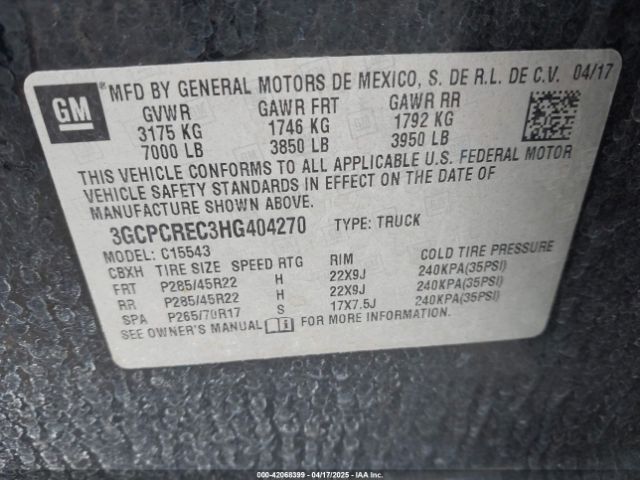 GM
MFD BY GENERAL MOTORS DE MEXICO, S. DE R.L. DE C.V. 04/17
GVWR GAWR FRT GAWR RR
3175 KG 1746 KG 1792 KG
7000 LB 3850 LB 3950 LB
THIS VEHICLE CONFORMS TO ALL APPLICABLE U.S. FEDERAL MOTOR
VEHICLE SAFETY STANDARDS IN EFFECT ON THE DATE OF
MANUFACTURE SHOWN ABOVE.
3GCPCREC3HG404270 TYPE: TRUCK
MODEL: C15543
CBXH TIRE SIZE SPEED RTG RIM COLD TIRE PRESSURE
FRT P285/45R22 H 22X9J 240KPA(35PSI)
RR P285/45R22 H 22X9J 240KPA(35PSI)
SPA P265/70R17 S 17X7.5J 240KPA(35PSI)
SEE OWNER'S MANUAL FOR MORE INFORMATION.
000-42068399 - 04/17/2025 - IAA Corp.